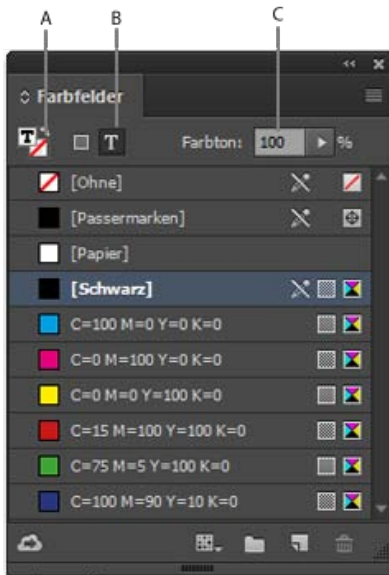 A B C
Farbfelder
T T Farbton: 100 %
[Ohne]
[Passermarken]
[Papier]
[Schwarz]
C=100 M=0 Y=0 K=0
C=0 M=100 Y=0 K=0
C=0 M=0 Y=100 K=0
C=15 M=100 Y=100 K=0
C=75 M=5 Y=100 K=0
C=100 M=90 Y=10 K=0